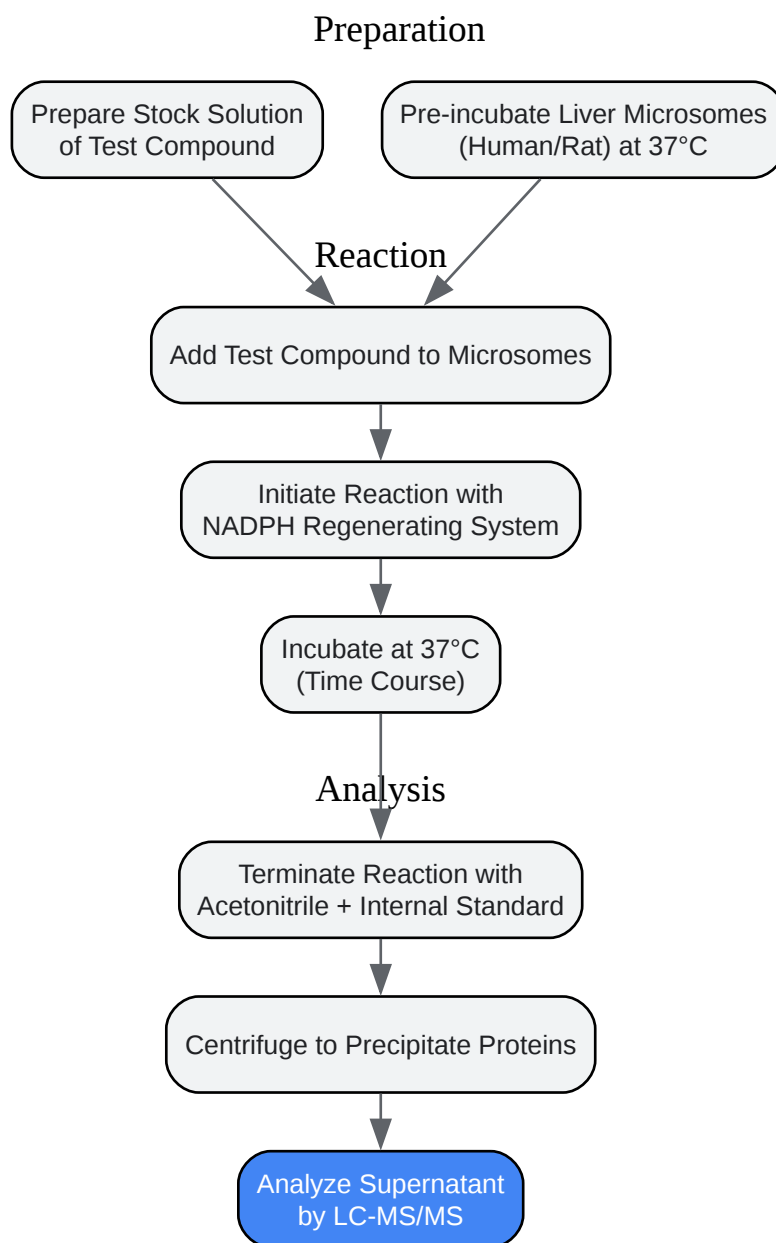 Preparation
Prepare Stock Solution
of Test Compound
Pre-incubate Liver Microsomes
(Human/Rat) at 37°C
Reaction
Add Test Compound to Microsomes
Initiate Reaction with
NADPH Regenerating System
Incubate at 37°C
(Time Course)
Analysis
Terminate Reaction with
Acetonitrile + Internal Standard
Centrifuge to Precipitate Proteins
Analyze Supernatant
by LC-MS/MS